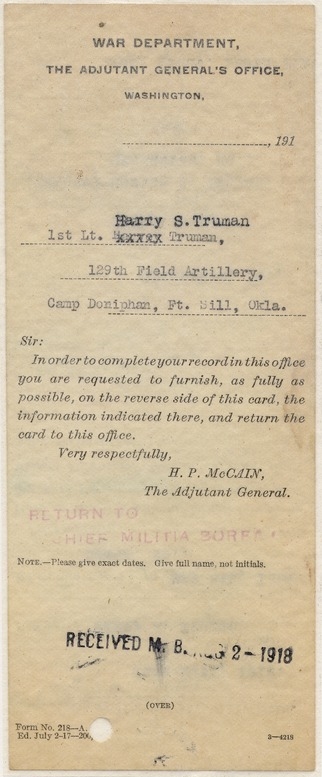 WAR DEPARTMENT,
THE ADJUTANT GENERAL'S OFFICE,
WASHINGTON,
, 191
Harry S. Truman
1st Lt. xxxxx Truman,
129th Field Artillery,
Camp Doniphan, Ft. Sill, Okla.
Sir:
In order to complete your record in this office
you are requested to furnish, as fully as
possible, on the reverse side of this card, the
information indicated there, and return the
card to this office.
Very respectfully,
H. P. McCAIN,
The Adjutant General.
RETURN TO
CHIEF MILITIA BUREAU
NOTE.—Please give exact dates. Give full name, not initials.
RECEIVED M. B. AUG 2-1918
(OVER)
Form No. 218—A.
Ed. July 2-17—200,
3—4218